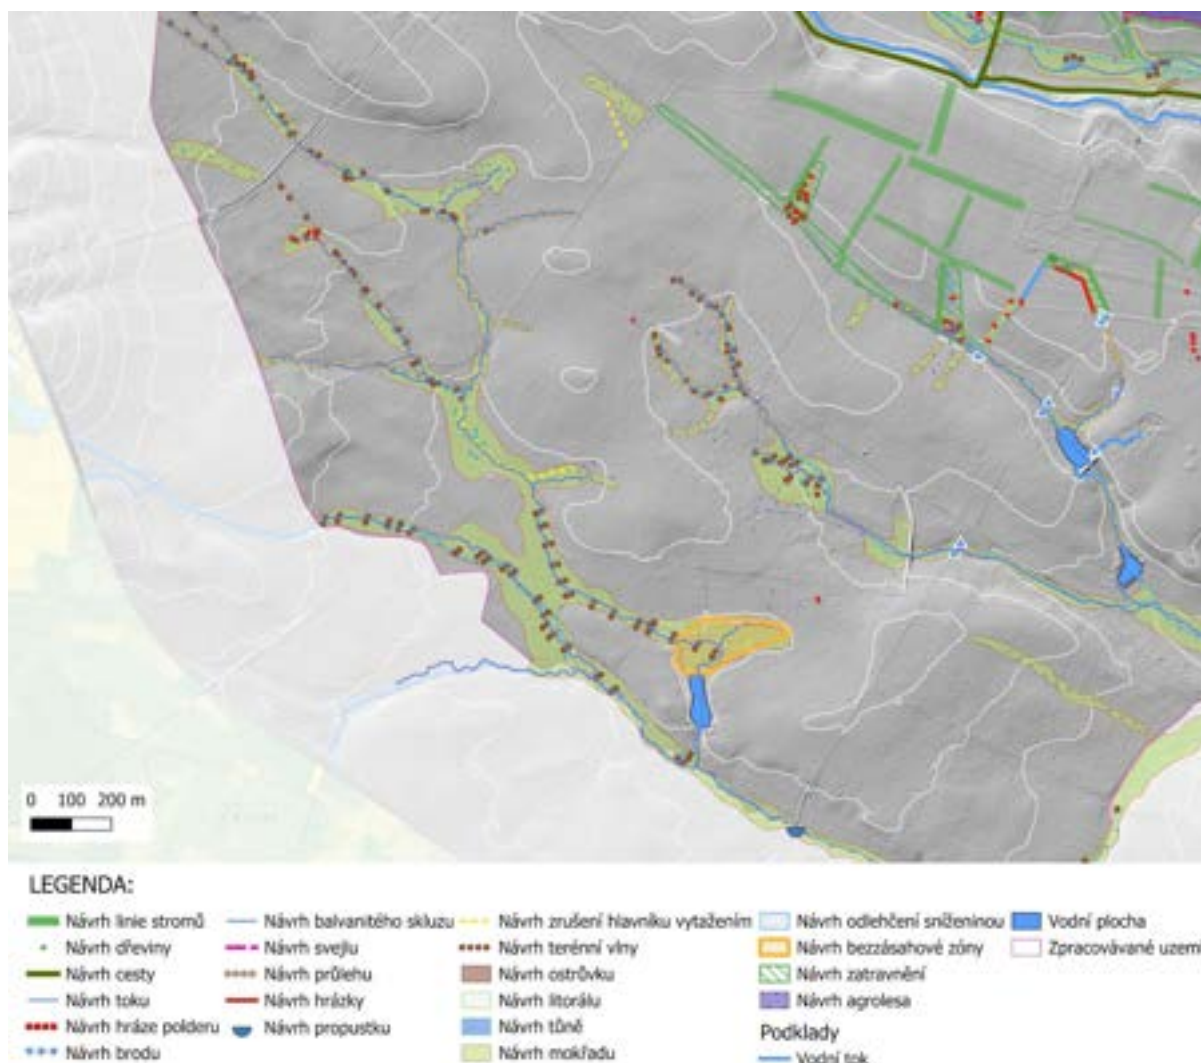 0 100 200 m
LEGENDA:
Návrh linie stromů
Návrh dřeviny
Návrh cesty
Návrh toku
Návrh hráze polderu
Návrh brodu
Návrh balvanitého skluzu
Návrh svejlu
Návrh průlehu
Návrh hrázky
Návrh propustku
Návrh zrušení hlavníku vytažením
Návrh terénní vlny
Návrh ostrůvku
Návrh litorálu
Návrh tůně
Návrh mokřadu
Návrh odlehčení sníženinou
Návrh bezzásahové zóny
Návrh zatravnění
Návrh agrolesa
Podklady
Vodní tok
Vodní plocha
Zpracovávané uzem